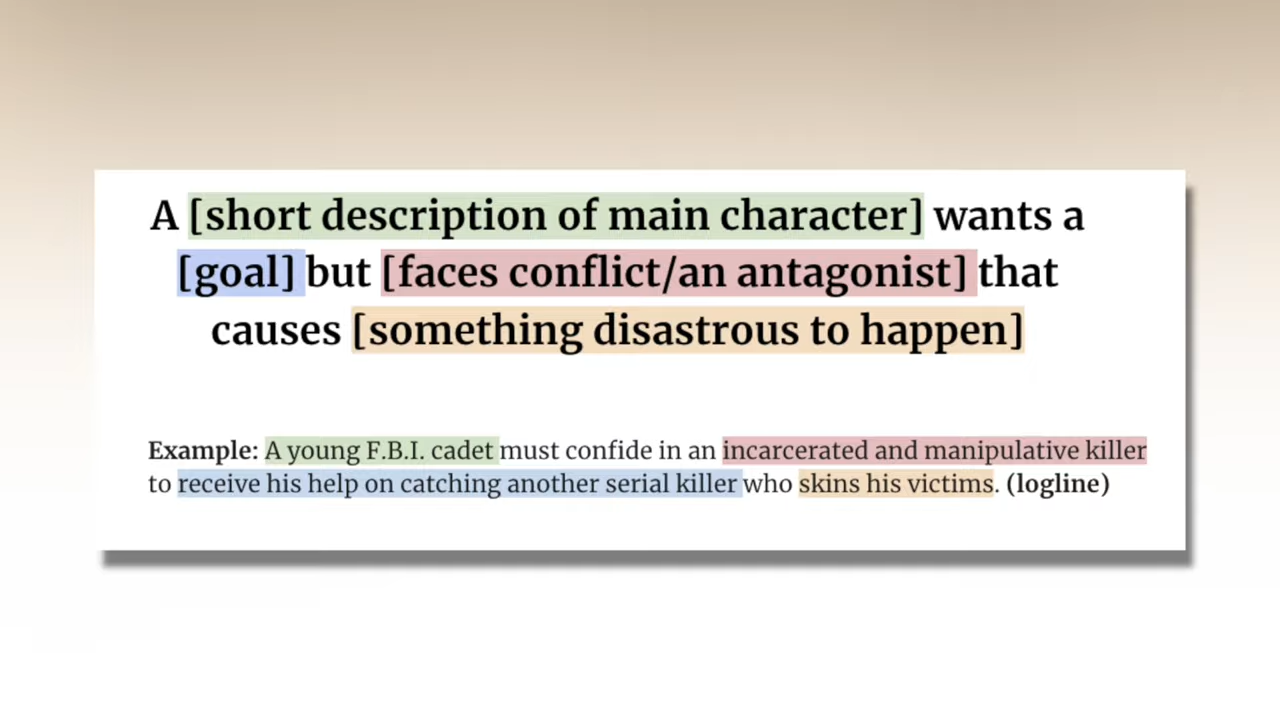 A [short description of main character] wants a
[goal] but [faces conflict/an antagonist] that
causes [something disastrous to happen]
Example: A young F.B.I. cadet must confide in an incarcerated and manipulative killer
to receive his help on catching another serial killer who skins his victims. (logline)